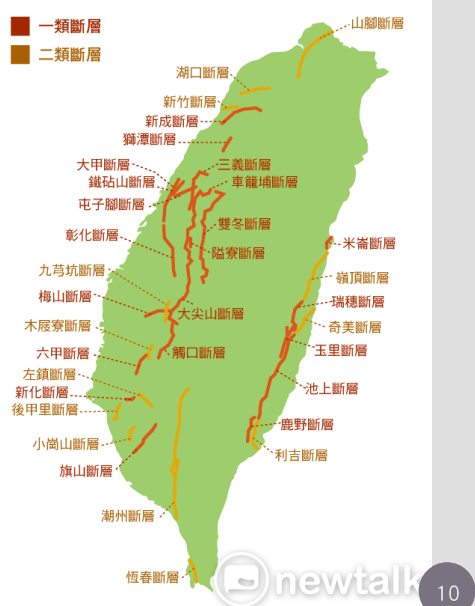 一類斷層
二類斷層
山腳斷層
湖口斷層
新竹斷層
新成斷層
獅潭斷層
大甲斷層
三義斷層
鐵砧山斷層
車籠埔斷層
屯子腳斷層
雙冬斷層
彰化斷層
米崙斷層
隘寮斷層
九芎坑斷層
嶺頂斷層
梅山斷層
瑞穗斷層
大尖山斷層
木屐寮斷層
奇美斷層
六甲斷層
觸口斷層
玉里斷層
左鎮斷層
池上斷層
新化斷層
後甲里斷層
鹿野斷層
小崗山斷層
利吉斷層
旗山斷層
潮州斷層
恆春斷層
newtalk
10